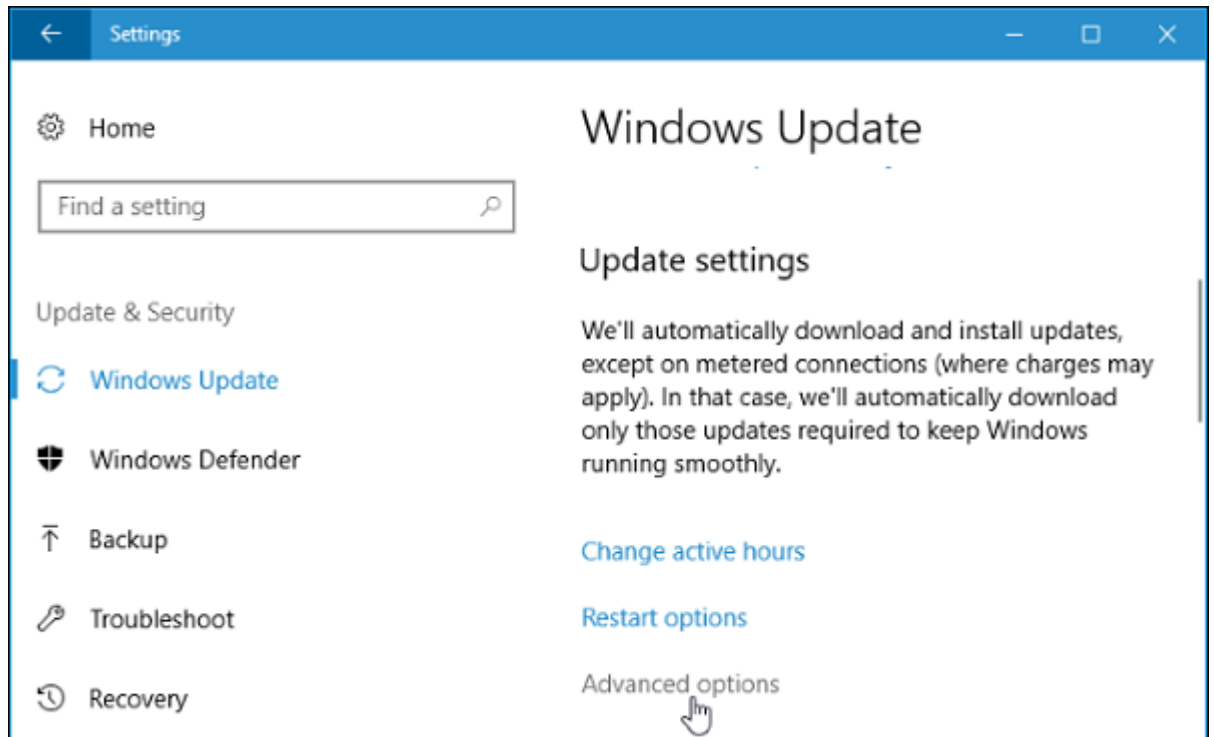 Settings
Home
Find a setting
Update & Security
Windows Update
Windows Defender
Backup
Troubleshoot
Recovery
Windows Update
Update settings
We'll automatically download and install updates,
except on metered connections (where charges may
apply). In that case, we'll automatically download
only those updates required to keep Windows
running smoothly.
Change active hours
Restart options
Advanced options